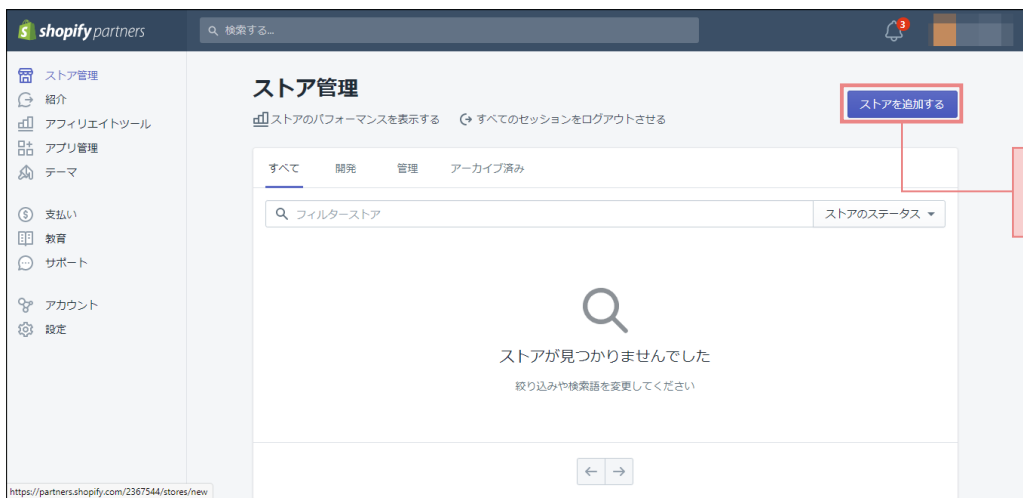 shopify partners
検索する...
3
ストア管理
紹介
アフィリエイトツール
アプリ管理
テーマ
支払い
教育
サポート
アカウント
設定
ストア管理
ストアを追加する
ストアのパフォーマンスを表示する すべてのセッションをログアウトさせる
すべて 開発 管理 アーカイブ済み
フィルターストア ストアのステータス
ストアが見つかりませんでした
絞り込みや検索語を変更してください
https://partners.shopify.com/2367544/stores/new